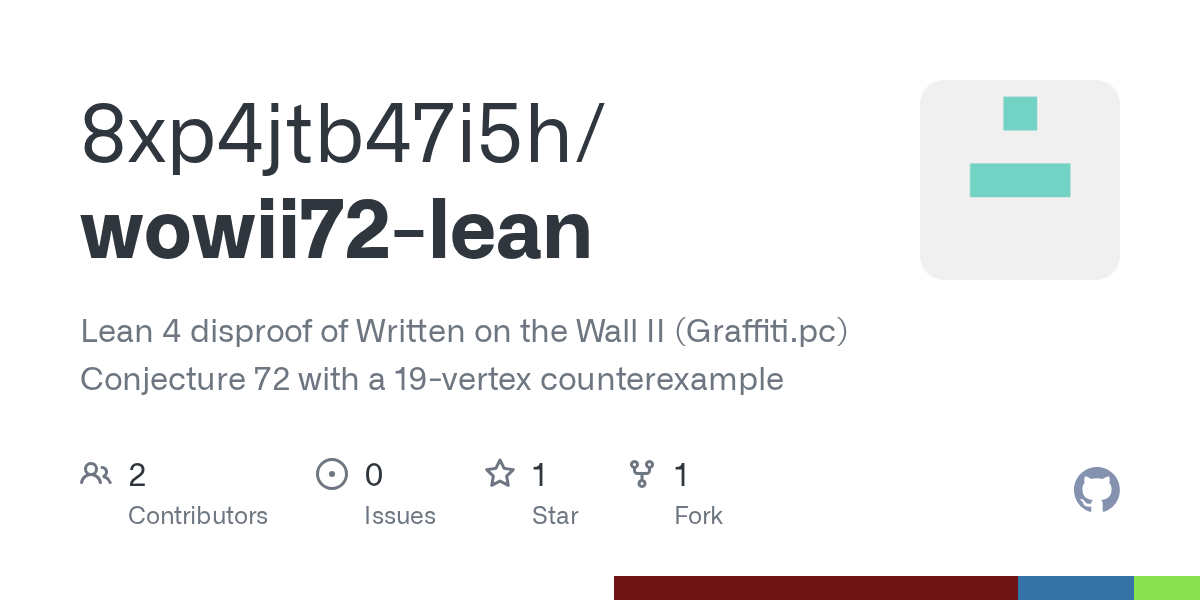 8xp4jtb47i5h/
wowii72-lean
Lean 4 disproof of Written on the Wall II (Graffiti.pc)
Conjecture 72 with a 19-vertex counterexample
2 0 1 1
Contributors Issues Star Fork